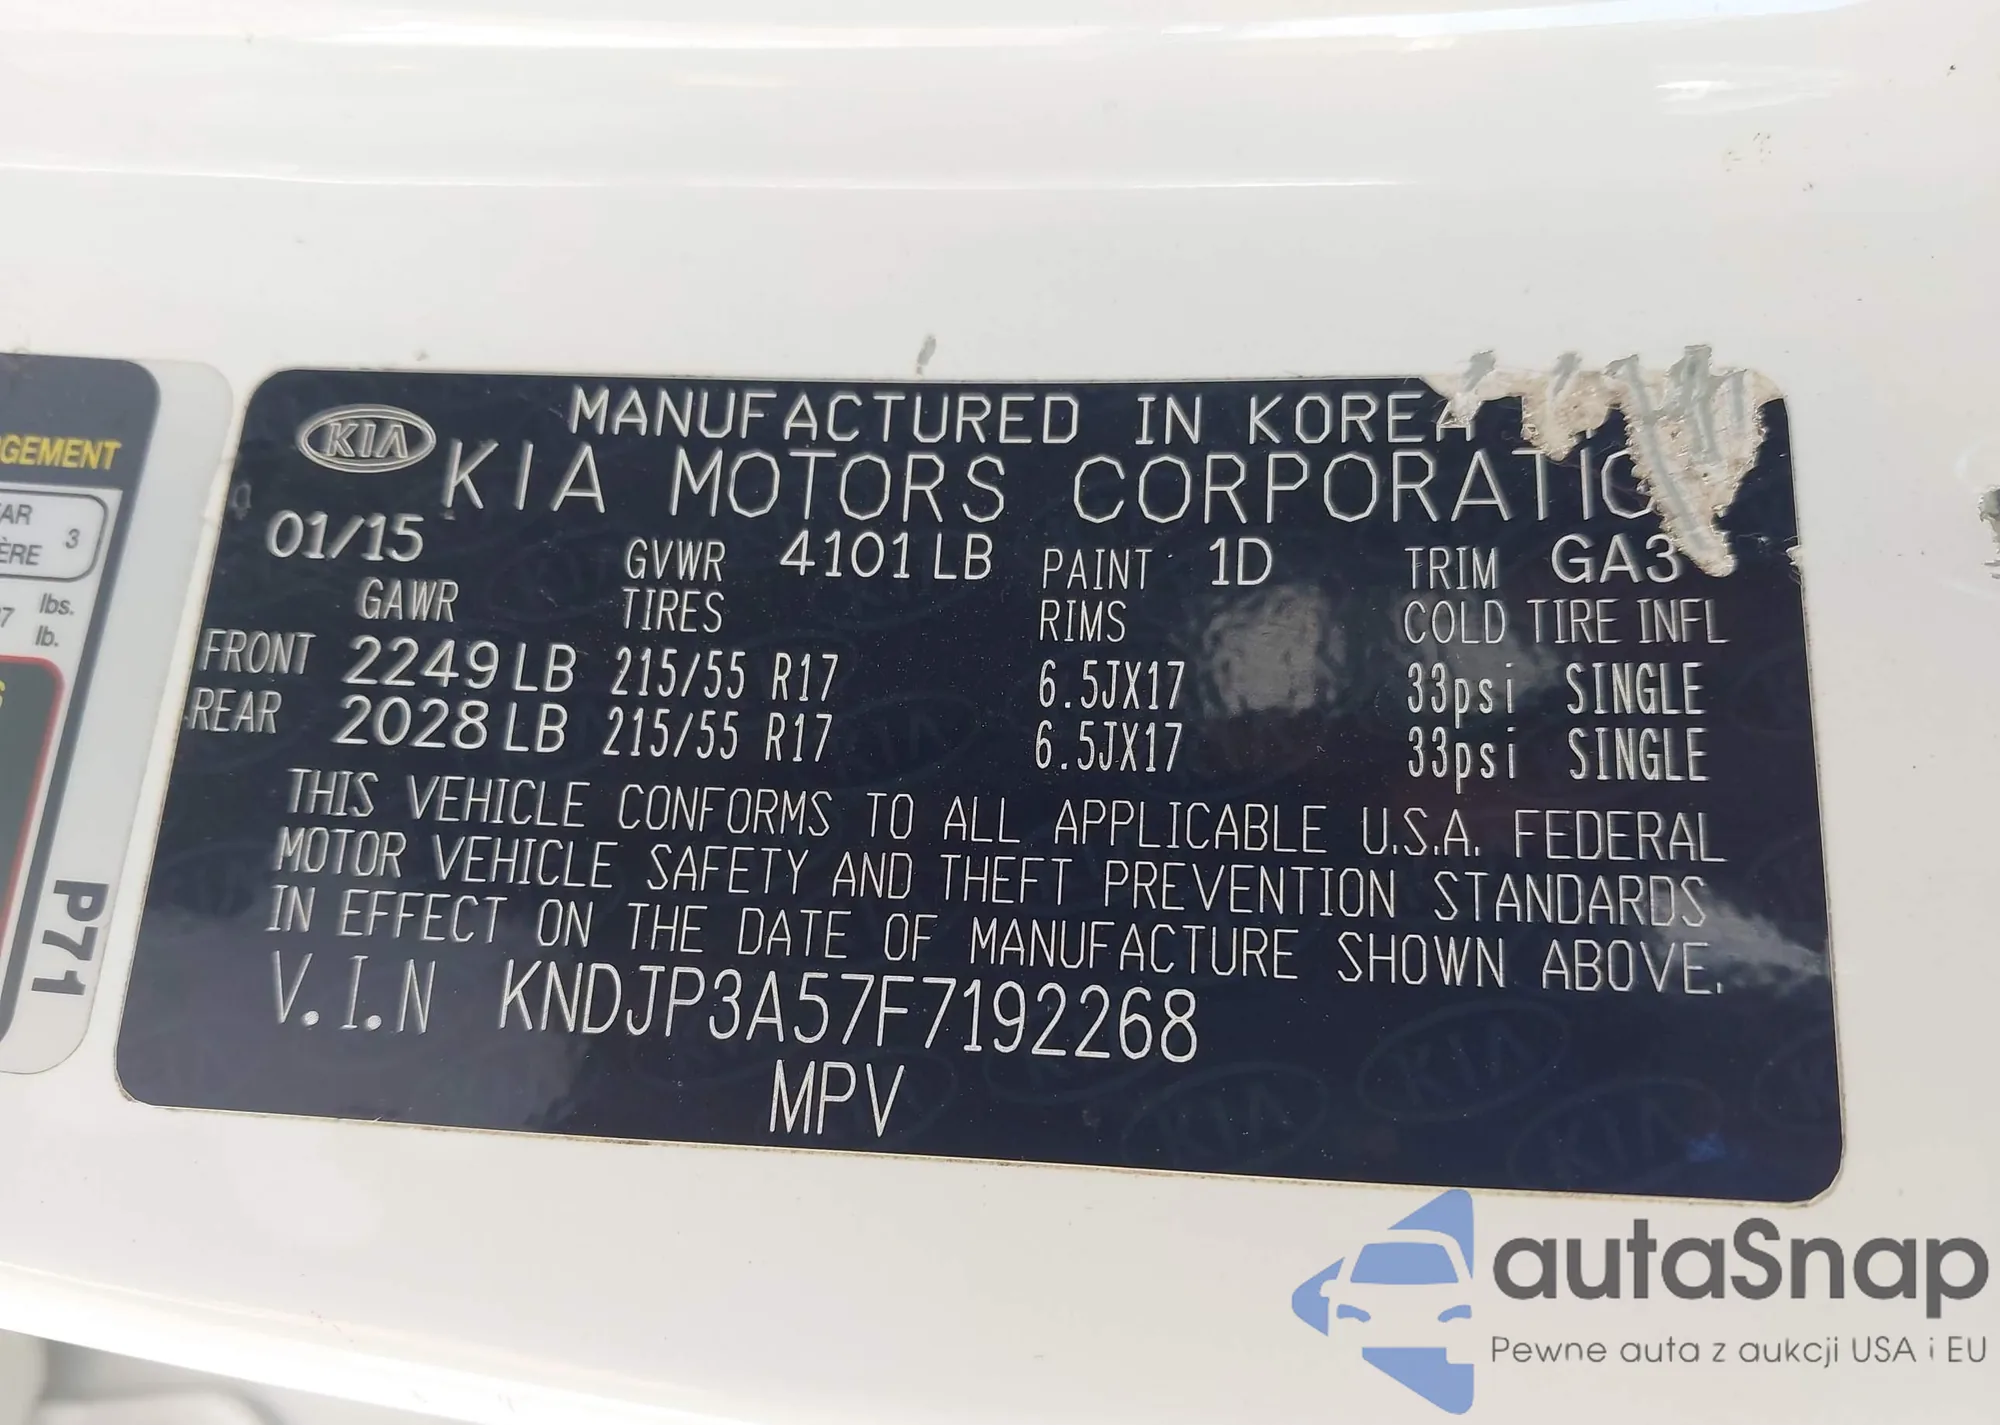 GEMENT
AR 3
ÈRE
7 lbs.
lb.
P71
KIA
MANUFACTURED IN KOREA
KIA MOTORS CORPORATIO
01/15 GVWR 4101 LB PAINT 1D TRIM GA3
GAWR TIRES RIMS COLD TIRE INFL
FRONT 2249 LB 215/55 R17 6.5JX17 33psi SINGLE
REAR 2028 LB 215/55 R17 6.5JX17 33psi SINGLE
THIS VEHICLE CONFORMS TO ALL APPLICABLE U.S.A. FEDERAL
MOTOR VEHICLE SAFETY AND THEFT PREVENTION STANDARDS
IN EFFECT ON THE DATE OF MANUFACTURE SHOWN ABOVE.
V.I.N KNDJP3A57F7192268
MPV
autaSnap
Pewne auta z aukcji USA i EU